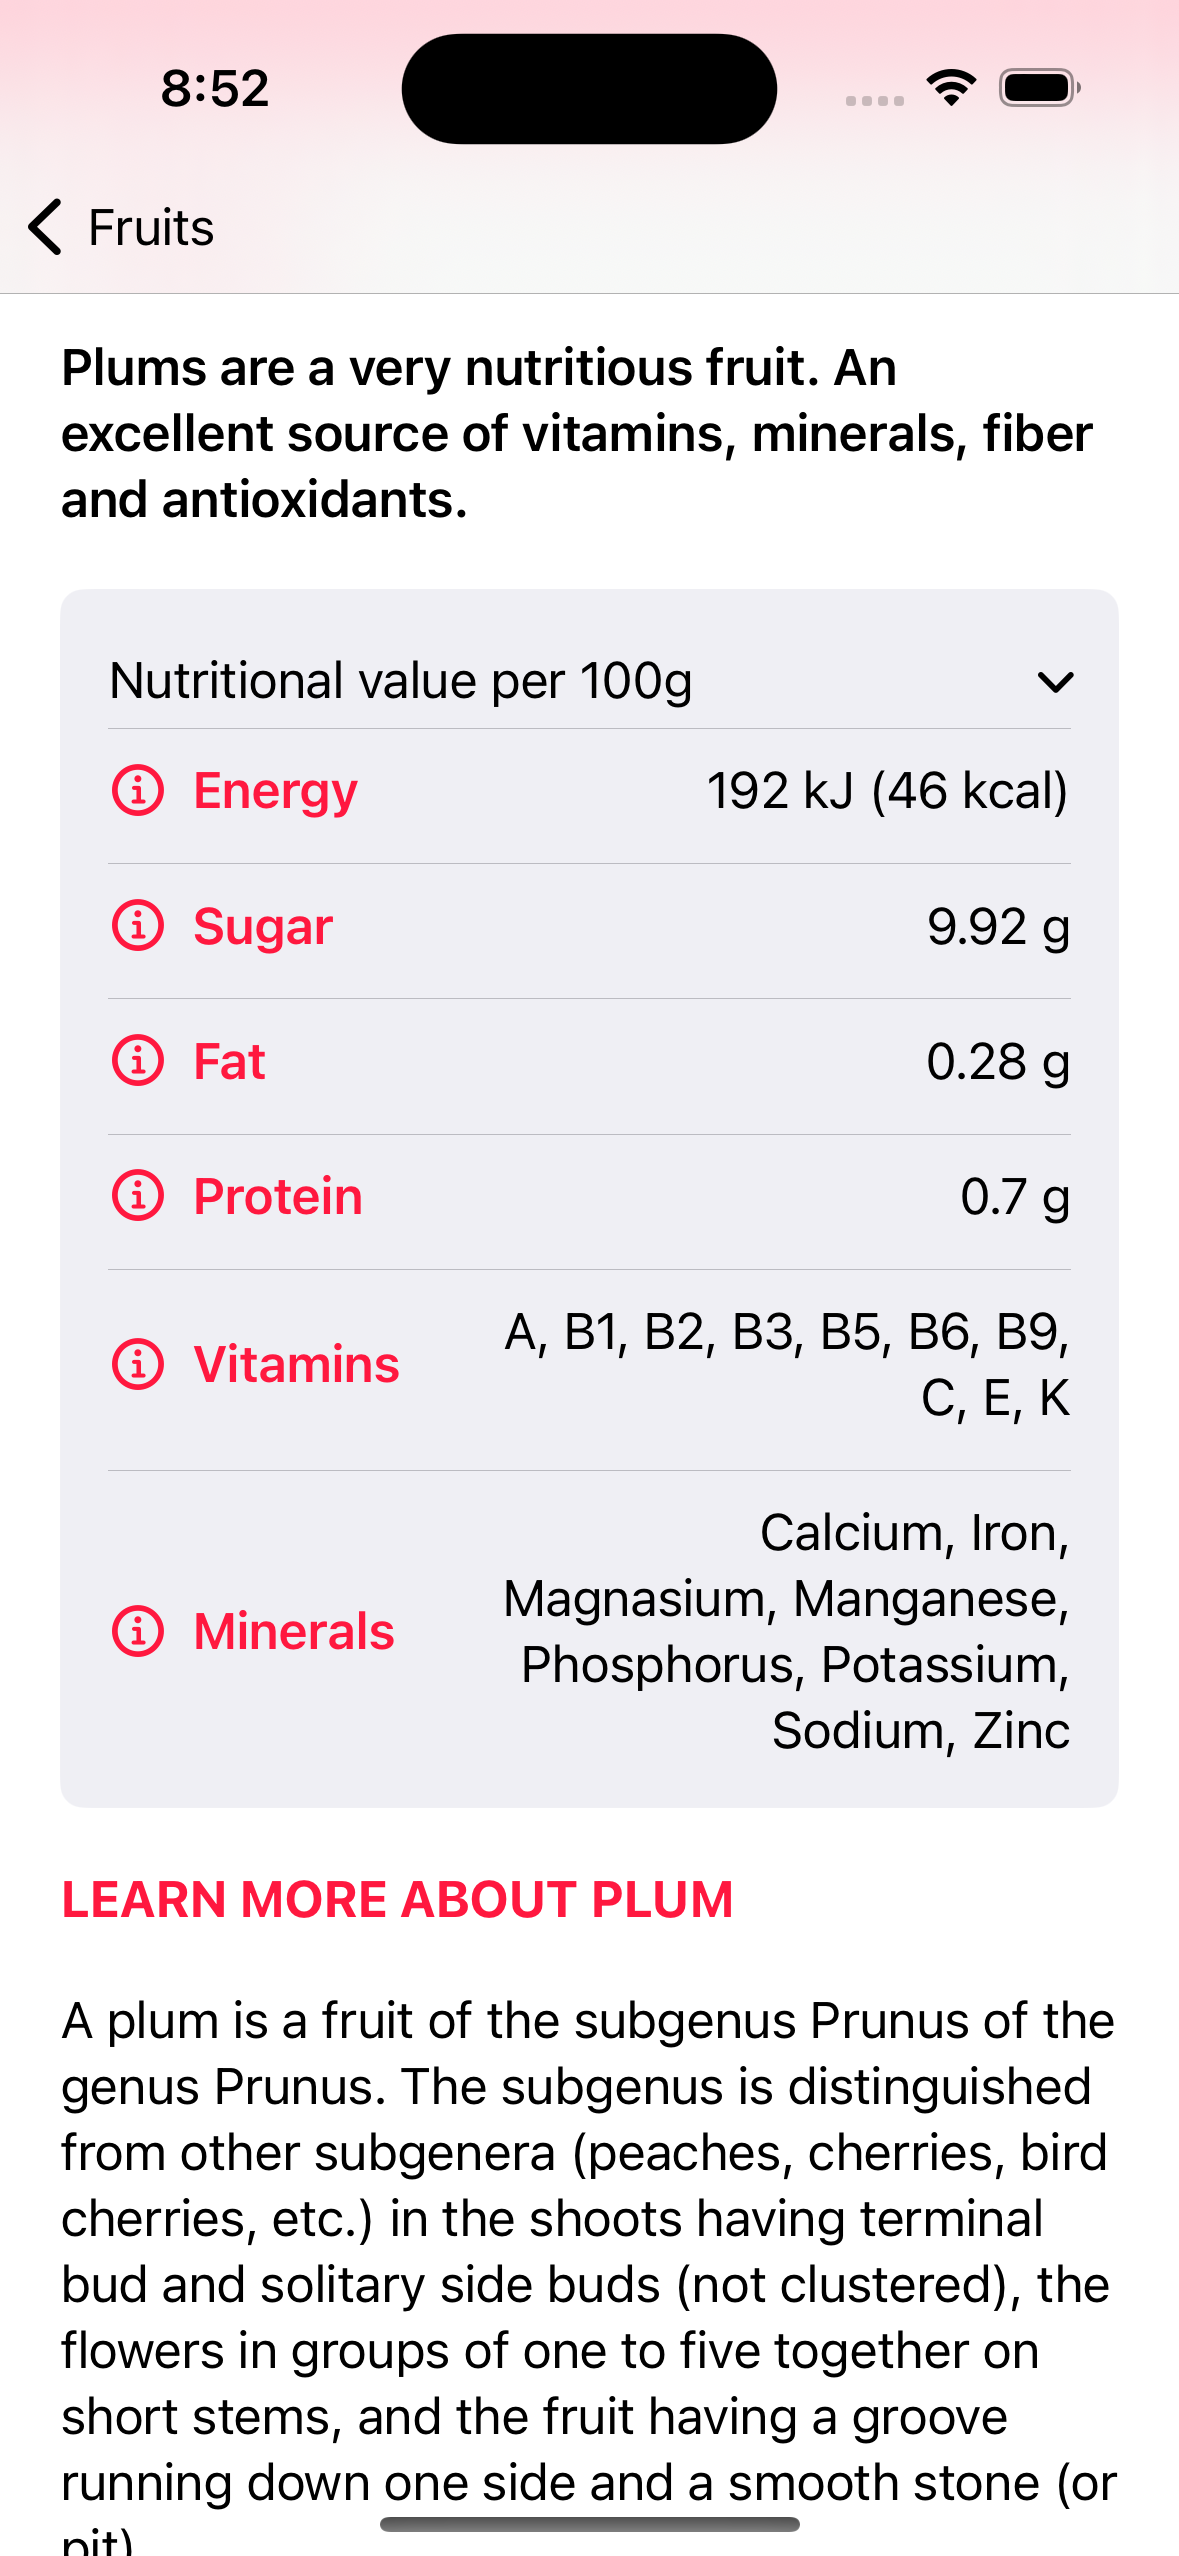 8:52
Fruits
Plums are a very nutritious fruit. An
excellent source of vitamins, minerals, fiber
and antioxidants.
Nutritional value per 100g
Energy 192 kJ (46 kcal)
Sugar 9.92 g
Fat 0.28 g
Protein 0.7 g
Vitamins A, B1, B2, B3, B5, B6, B9,
C, E, K
Calcium, Iron,
Magnasium, Manganese,
Minerals
Phosphorus, Potassium,
Sodium, Zinc
LEARN MORE ABOUT PLUM
A plum is a fruit of the subgenus Prunus of the
genus Prunus. The subgenus is distinguished
from other subgenera (peaches, cherries, bird
cherries, etc.) in the shoots having terminal
bud and solitary side buds (not clustered), the
flowers in groups of one to five together on
short stems, and the fruit having a groove
running down one side and a smooth stone (or
pit)